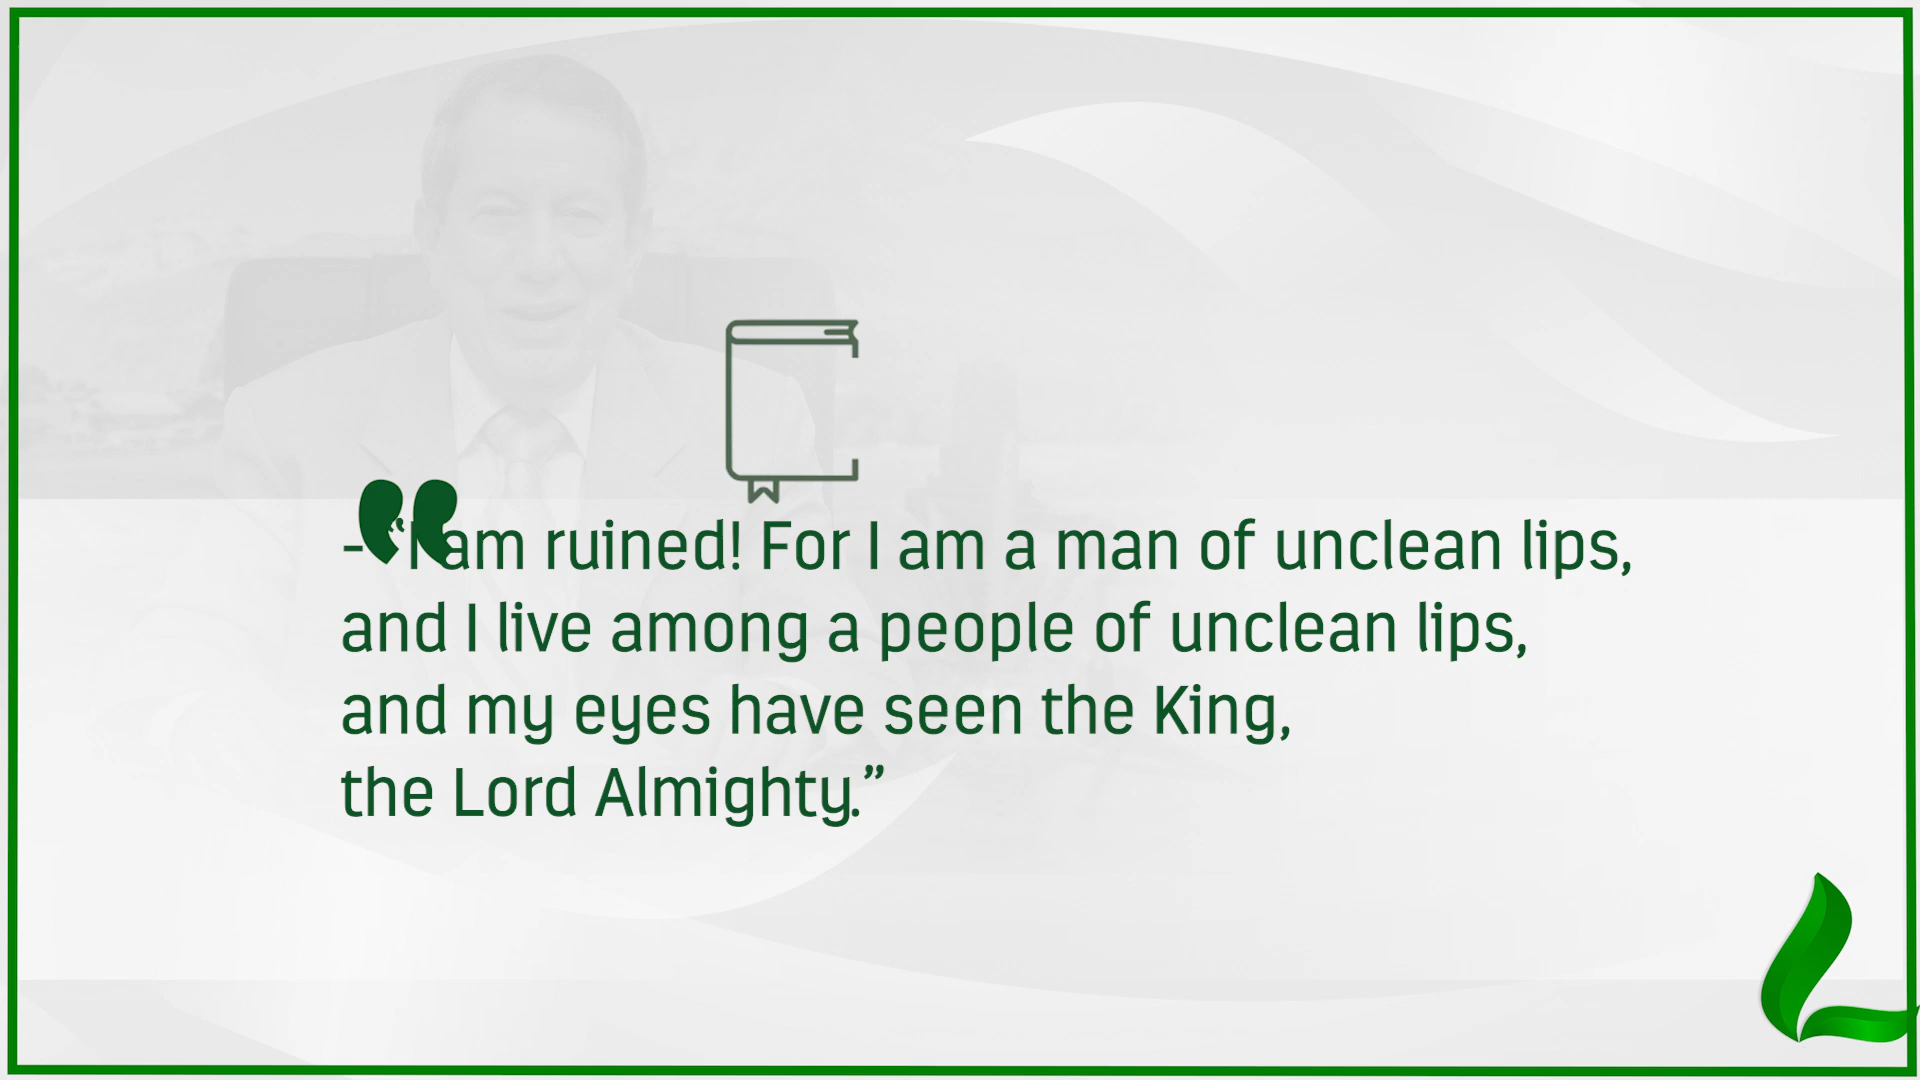 - “I am ruined! For I am a man of unclean lips,
and I live among a people of unclean lips,
and my eyes have seen the King,
the Lord Almighty.”